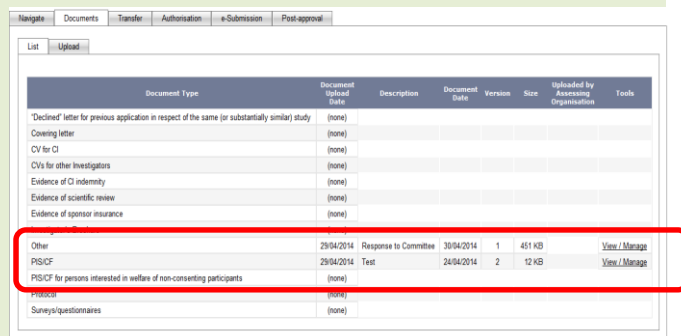 Navigate Documents Transfer Authorisation e-Submission Post-approval
List Upload
Document Type Document Upload Date Description Document Date Version Size Uploaded by Assessing Organisation Tools
"Declined" letter for previous application in respect of the same (or substantially similar) study (none)
Covering letter (none)
CV for CI (none)
CVs for other Investigators (none)
Evidence of CI indemnity (none)
Evidence of scientific review (none)
Evidence of sponsor insurance (none)
Other 29/04/2014 Response to Committee 30/04/2014 1 451 KB View / Manage
PIS/CF 29/04/2014 Test 24/04/2014 2 12 KB View / Manage
PIS/CF for persons interested in welfare of non-consenting participants (none)
Protocol (none)
Surveys/questionnaires (none)